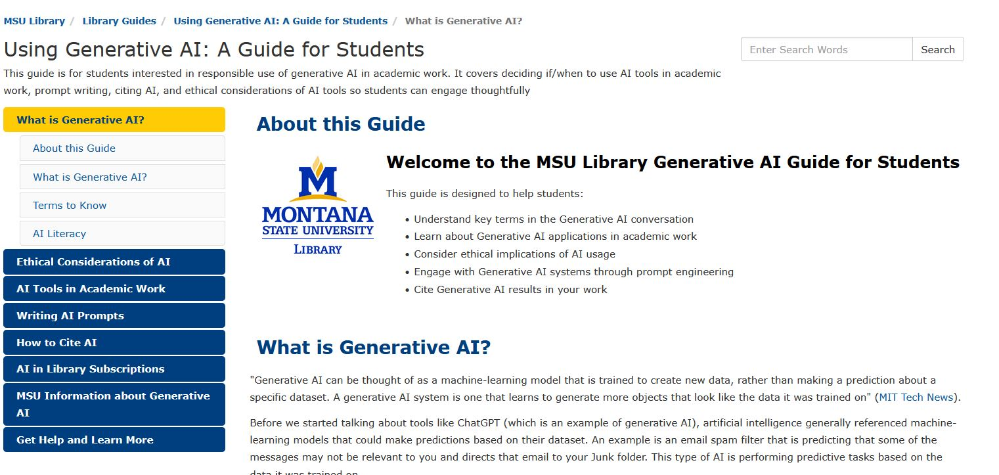 MSU Library / Library Guides / Using Generative AI: A Guide for Students / What is Generative AI?
Using Generative AI: A Guide for Students
Enter Search Words
Search
This guide is for students interested in responsible use of generative AI in academic work. It covers deciding if/when to use AI tools in academic
work, prompt writing, citing AI, and ethical considerations of AI tools so students can engage thoughtfully
What is Generative AI?
About this Guide
What is Generative AI?
Terms to Know
AI Literacy
Ethical Considerations of AI
AI Tools in Academic Work
Writing AI Prompts
How to Cite AI
AI in Library Subscriptions
MSU Information about Generative
AI
Get Help and Learn More
About this Guide
M
MONTANA
STATE UNIVERSITY
LIBRARY
Welcome to the MSU Library Generative AI Guide for Students
This guide is designed to help students:
• Understand key terms in the Generative AI conversation
• Learn about Generative AI applications in academic work
• Consider ethical implications of AI usage
• Engage with Generative AI systems through prompt engineering
• Cite Generative AI results in your work
What is Generative AI?
"Generative AI can be thought of as a machine-learning model that is trained to create new data, rather than making a prediction about a
specific dataset. A generative AI system is one that learns to generate more objects that look like the data it was trained on" (MIT Tech News).
Before we started talking about tools like ChatGPT (which is an example of generative AI), artificial intelligence generally referenced machine-
learning models that could make predictions based on their dataset. An example is an email spam filter that is predicting that some of the
messages may not be relevant to you and directs that email to your Junk folder. This type of AI is performing predictive tasks based on the
data it was trained on